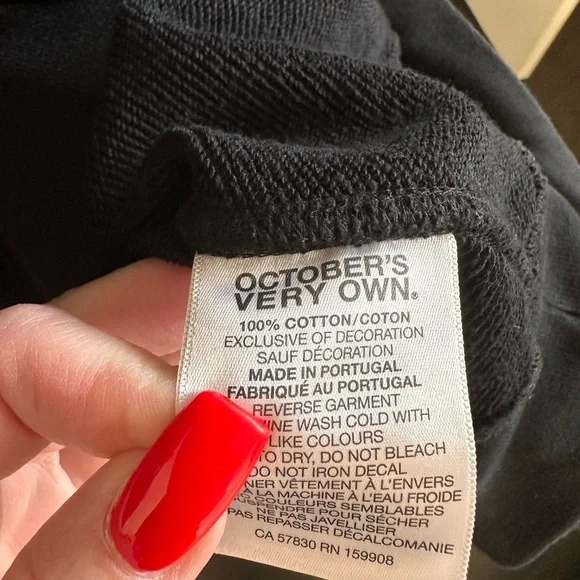 OCTOBER'S
VERY OWN®
100% COTTON/COTON
EXCLUSIVE OF DECORATION
SAUF DÉCORATION
MADE IN PORTUGAL
FABRIQUÉ AU PORTUGAL
REVERSE GARMENT
WASH COLD WITH
LIKE COLOURS
TO DRY, DO NOT BLEACH
DO NOT IRON DECAL
VÊTEMENT À L'ENVERS
LA MACHINE À L'EAU FROIDE
COULEURS SEMBLABLES
SUSPENDRE POUR SÉCHER
NE PAS JAVELLISER
PAS REPASSER DÉCALCOMANIE
CA 57830 RN 159908